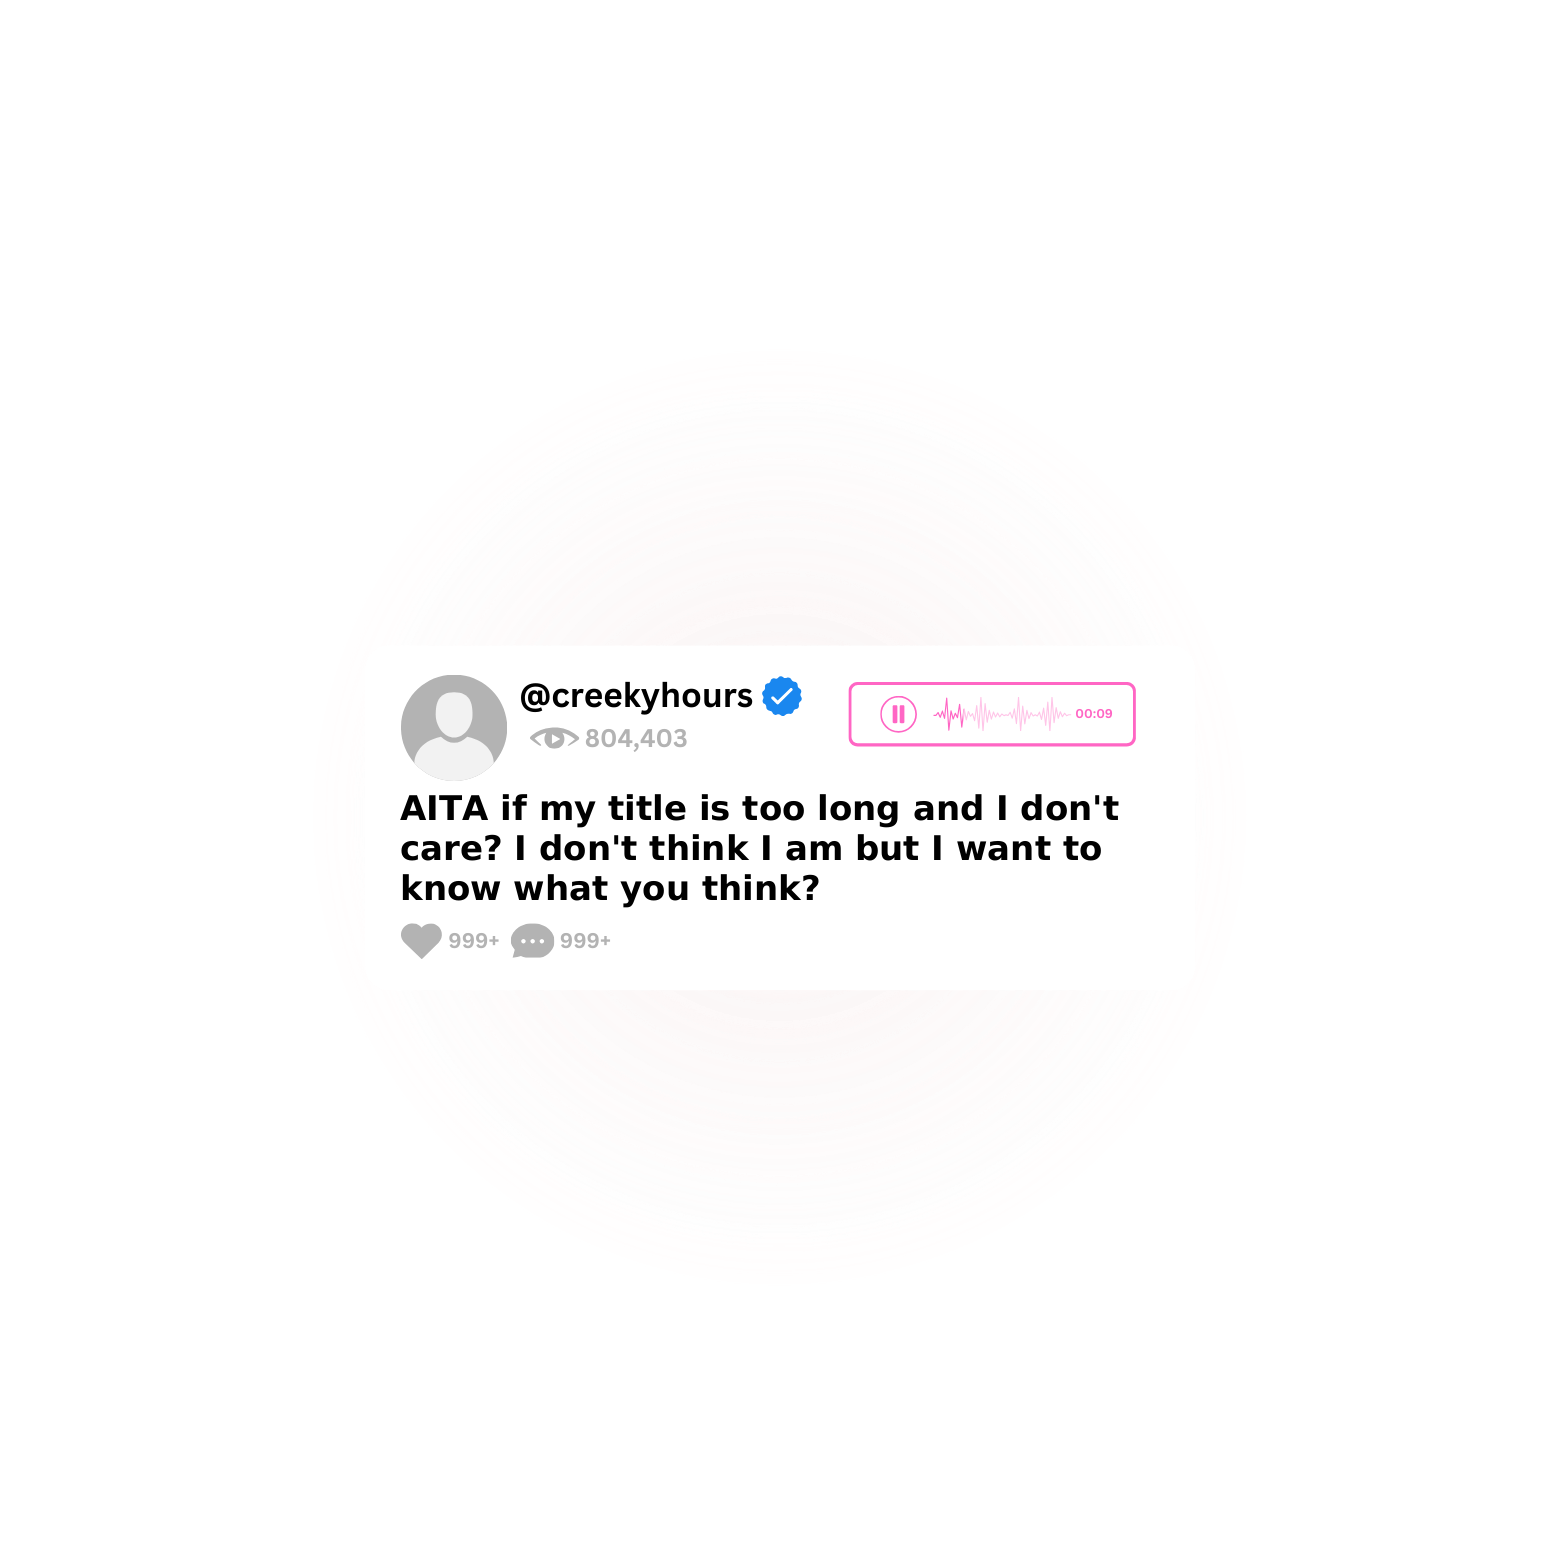 @creekyhours
804,403
00:09
AITA if my title is too long and I don't
care? I don't think I am but I want to
know what you think?
999+ 999+